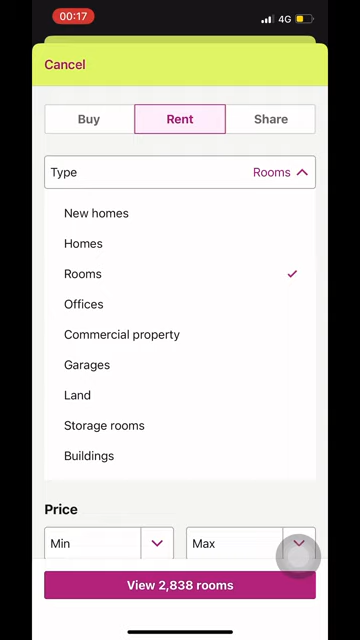 00:17 4G
Cancel
Buy Rent Share
Type Rooms
New homes
Homes
Rooms
Offices
Commercial property
Garages
Land
Storage rooms
Buildings
Price
Min Max
View 2,838 rooms